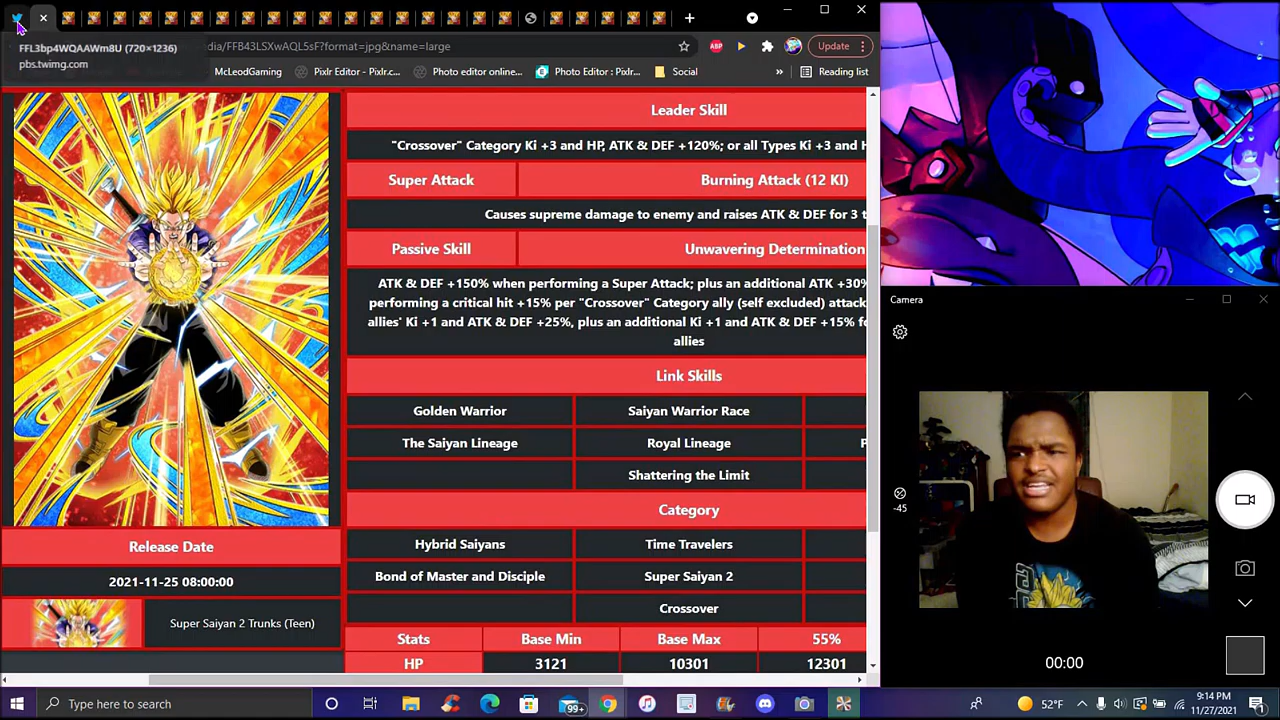 FFL3bp4WQAAWm8U (720×1236)
pbs.twimg.com
edia/FFB43LSXwAQL5sF?format=jpg&name=large
ABP
Update
McLeodGaming
Pixlr Editor - Pixlr.c...
Photo editor online...
Photo Editor : Pixlr...
Social
»
Reading list
Leader Skill
"Crossover" Category Ki +3 and HP, ATK & DEF +120%; or all Types Ki +3 and H
Super Attack
Burning Attack (12 KI)
Causes supreme damage to enemy and raises ATK & DEF for 3 t
Passive Skill
Unwavering Determination
ATK & DEF +150% when performing a Super Attack; plus an additional ATK +30%
performing a critical hit +15% per "Crossover" Category ally (self excluded) attack
allies' Ki +1 and ATK & DEF +25%, plus an additional Ki +1 and ATK & DEF +15% fo
allies
Link Skills
Golden Warrior
Saiyan Warrior Race
The Saiyan Lineage
Royal Lineage
P
Shattering the Limit
Category
Hybrid Saiyans
Time Travelers
Bond of Master and Disciple
Super Saiyan 2
Crossover
Stats
Base Min
Base Max
55%
HP
3121
10301
12301
Release Date
2021-11-25 08:00:00
Super Saiyan 2 Trunks (Teen)
Camera
-45
00:00
Type here to search
99+
52°F
9:14 PM
11/27/2021
1